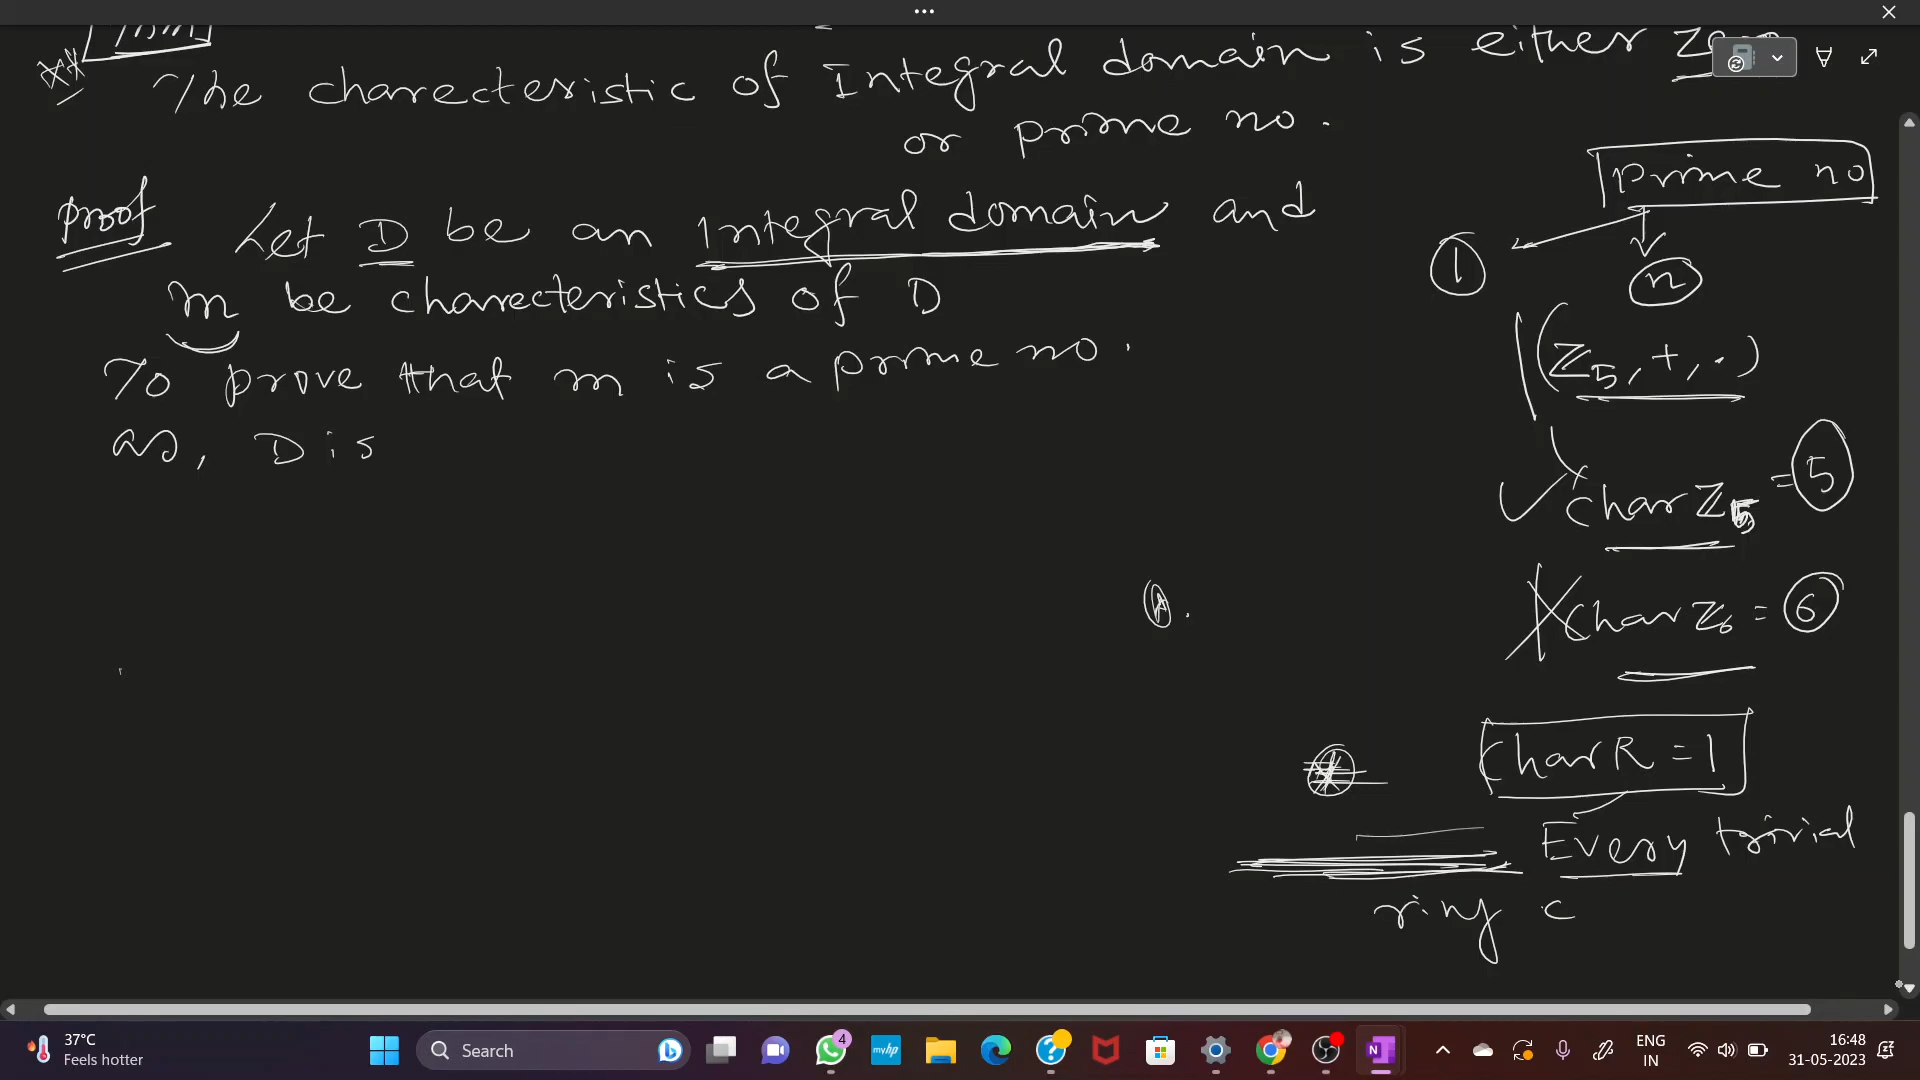 Thm
The charecteristic of Integral domain is either zero
or prime no.
Proof Let D be an Integral domain and
m be charecteristics of D
To prove that m is a prime no.
as, D is
prime no
1 n
(Z5, +, .)
char Z5 = 5
char Z6 = 6
char R = 1
Every trivial
ring c
37°C
Feels hotter
Search
4
myhp
N
ENG
IN
16:48
31-05-2023